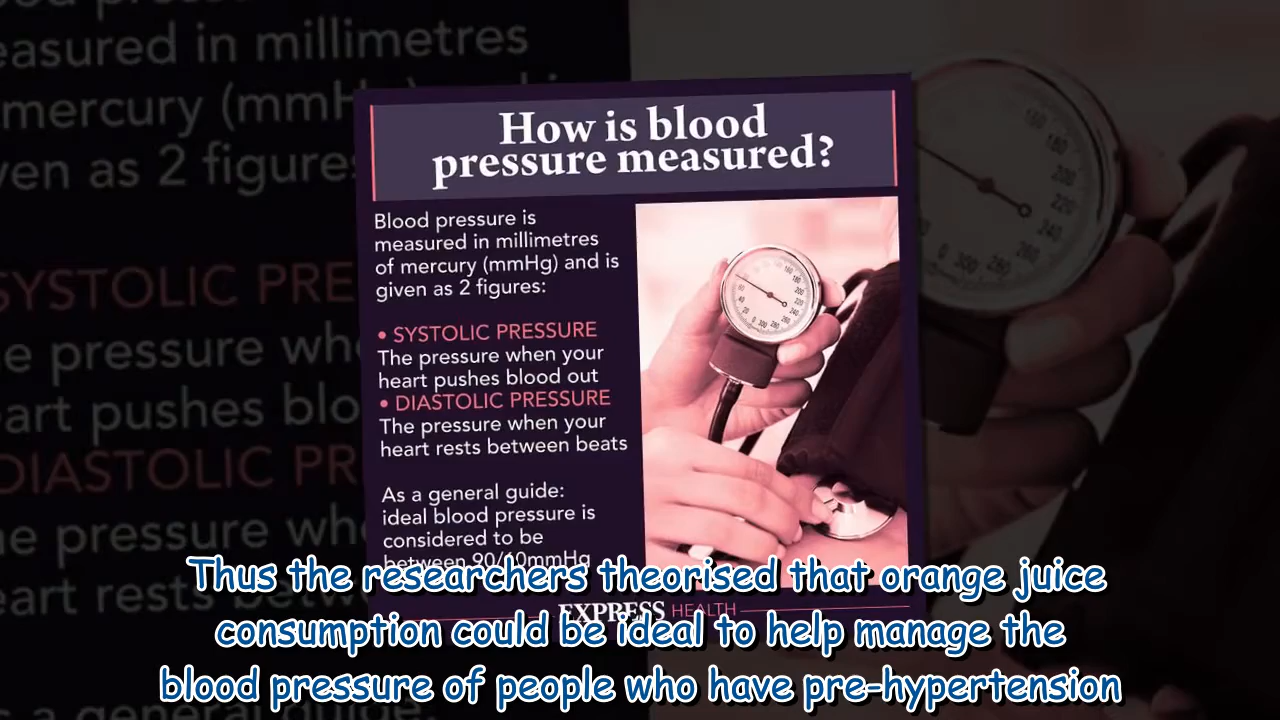 How is blood
pressure measured?
Blood pressure is
measured in millimetres
of mercury (mmHg) and is
given as 2 figures:
• SYSTOLIC PRESSURE
The pressure when your
heart pushes blood out
• DIASTOLIC PRESSURE
The pressure when your
heart rests between beats
As a general guide:
ideal blood pressure is
considered to be
between 90/60mmHg
EXPRESS HEALTH
Thus the researchers theorised that orange juice
consumption could be ideal to help manage the
blood pressure of people who have pre-hypertension